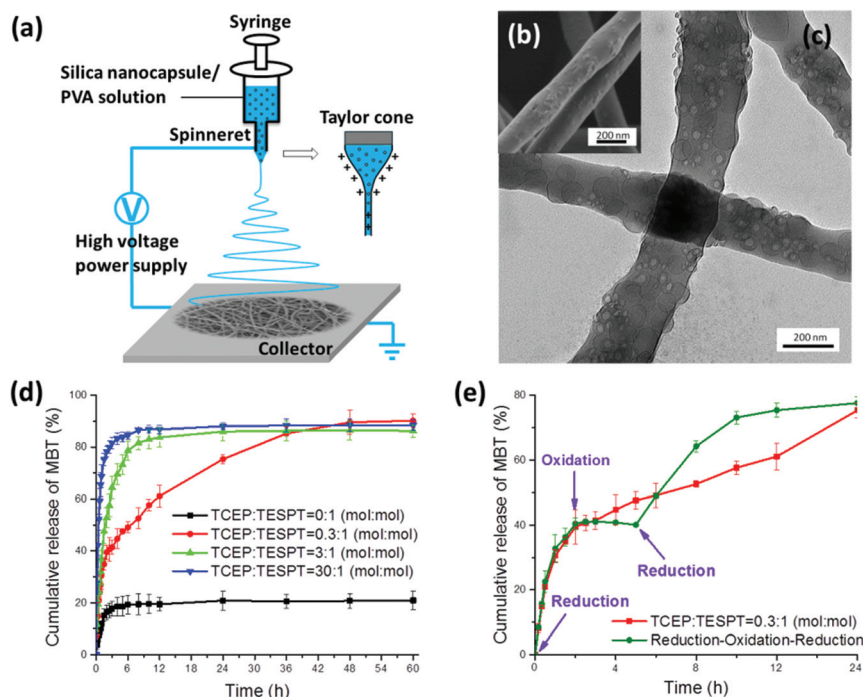 (a)
Syringe
Silica nanocapsule/
PVA solution
Spinneret
Taylor cone
V
High voltage
power supply
Collector
(b)
200 nm
(c)
200 nm
(d)
Cumulative release of MBT (%)
100
80
60
40
20
0
TCEP:TESPT=0:1 (mol:mol)
TCEP:TESPT=0.3:1 (mol:mol)
TCEP:TESPT=3:1 (mol:mol)
TCEP:TESPT=30:1 (mol:mol)
0 6 12 18 24 30 36 42 48 54 60
Time (h)
(e)
Cumulative release of MBT (%)
80
60
40
20
0
Oxidation
Reduction
Reduction
TCEP:TESPT=0.3:1 (mol:mol)
Reduction-Oxidation-Reduction
0 4 8 12 24
Time (h)